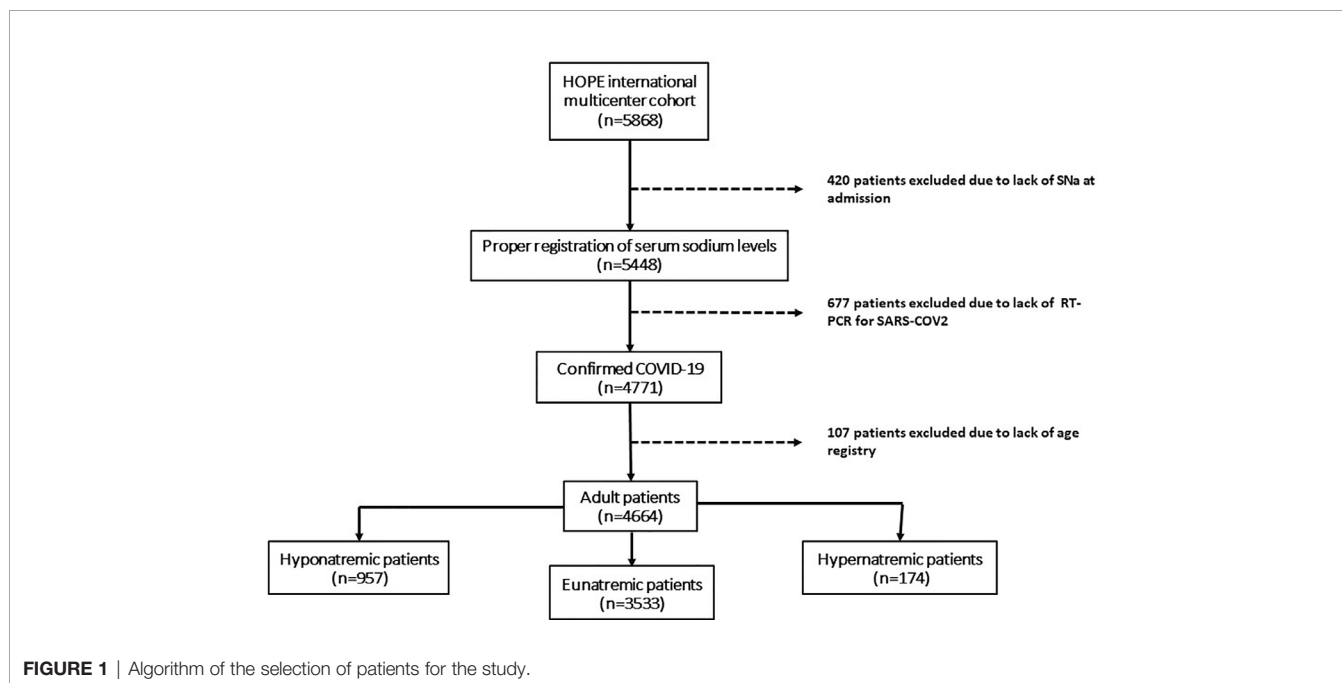 HOPE international
multicenter cohort
(n=5868)
420 patients excluded due to lack of SNa at
admission
Proper registration of serum sodium levels
(n=5448)
677 patients excluded due to lack of RT-
PCR for SARS-COV2
Confirmed COVID-19
(n=4771)
107 patients excluded due to lack of age
registry
Adult patients
(n=4664)
Hyponatremic patients
(n=957)
Eunatremic patients
(n=3533)
Hypernatremic patients
(n=174)
FIGURE 1 | Algorithm of the selection of patients for the study.